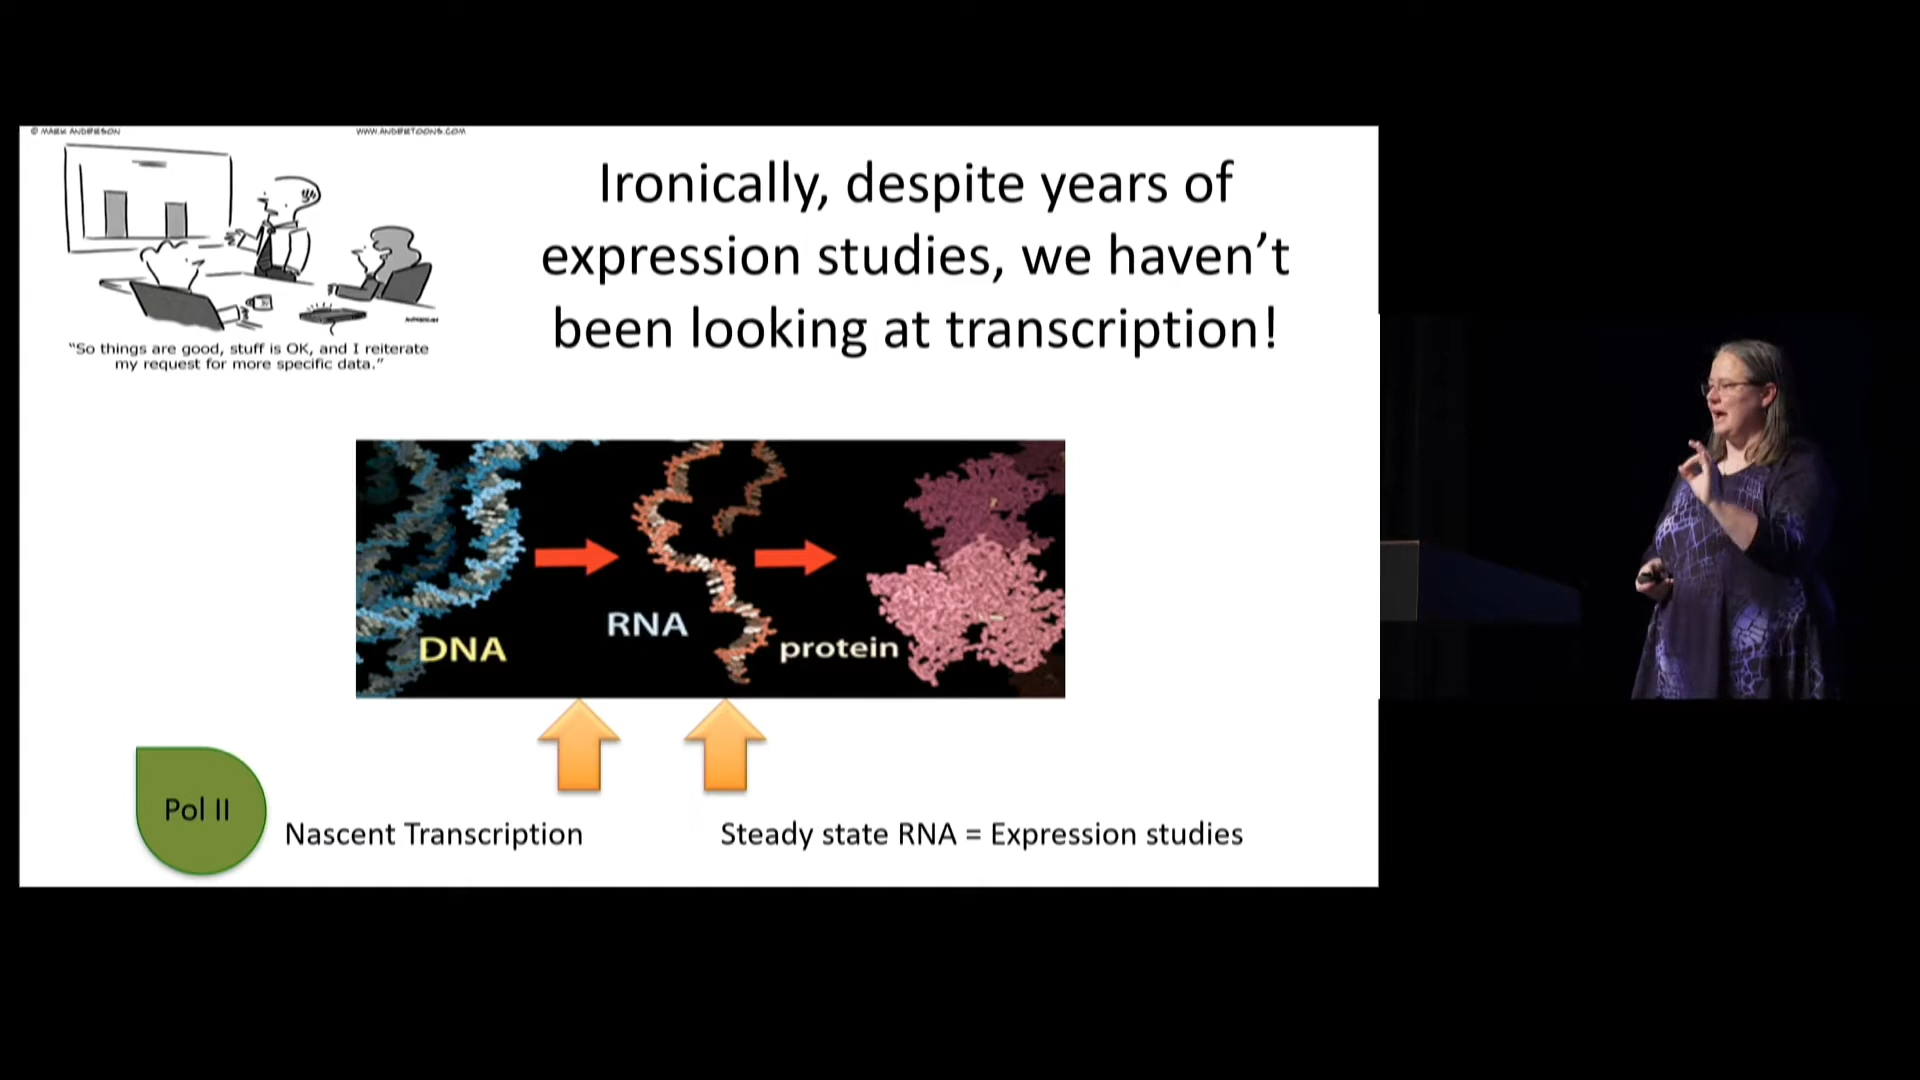 © MARK ANDERSON
WWW.ANDERTOONS.COM
Ironically, despite years of
expression studies, we haven’t
been looking at transcription!
“So things are good, stuff is OK, and I reiterate
my request for more specific data.”
DNA
RNA
protein
Pol II
Nascent Transcription
Steady state RNA = Expression studies